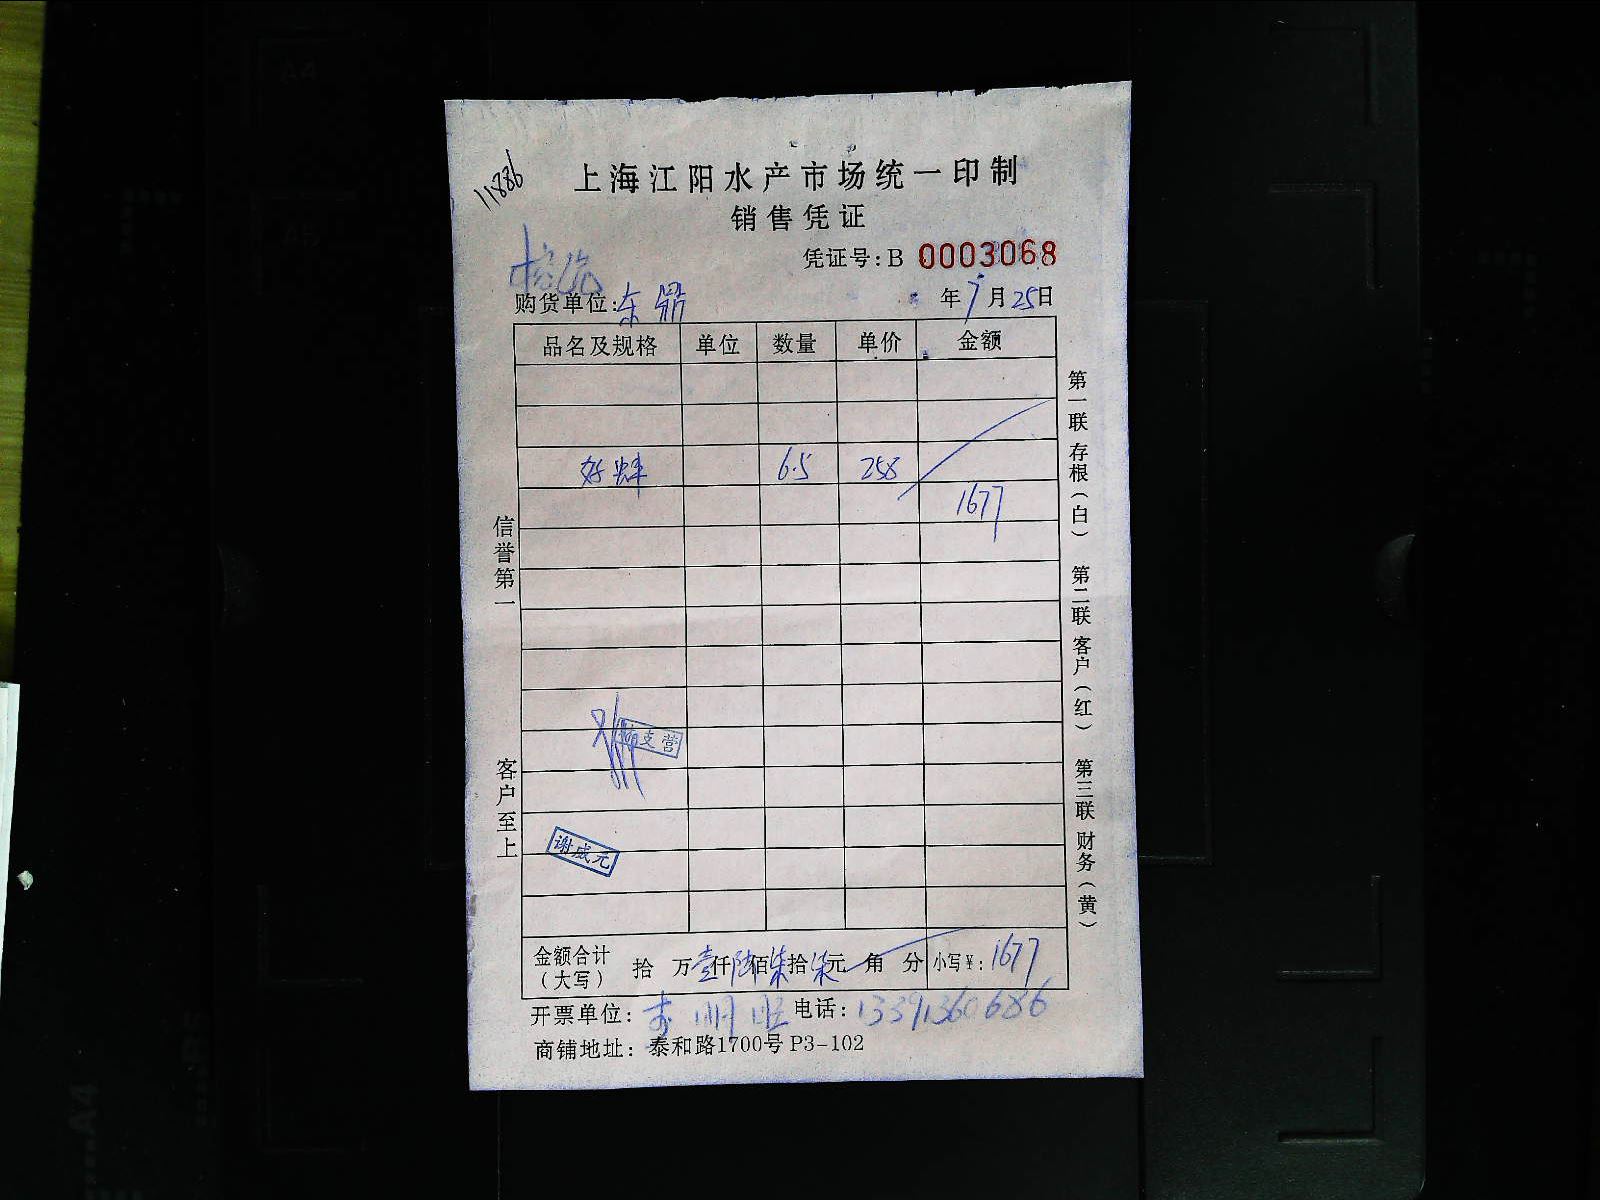 11886
上海江阳水产市场统一印制
销售凭证
凭证号:B 0003068
购货单位:东鼎 年7月25日
品名及规格 单位 数量 单价 金额
好蚌 6.5 258
1677
信誉第一
客户至上
支营
谢成元
第一联 存根(白) 第二联 客户(红) 第三联 财务(黄)
金额合计(大写) 拾 万壹仟陆佰柒拾柒元 角 分 小写¥:1677
开票单位:李明旺 电话:13391360686
商铺地址:泰和路1700号 P3-102